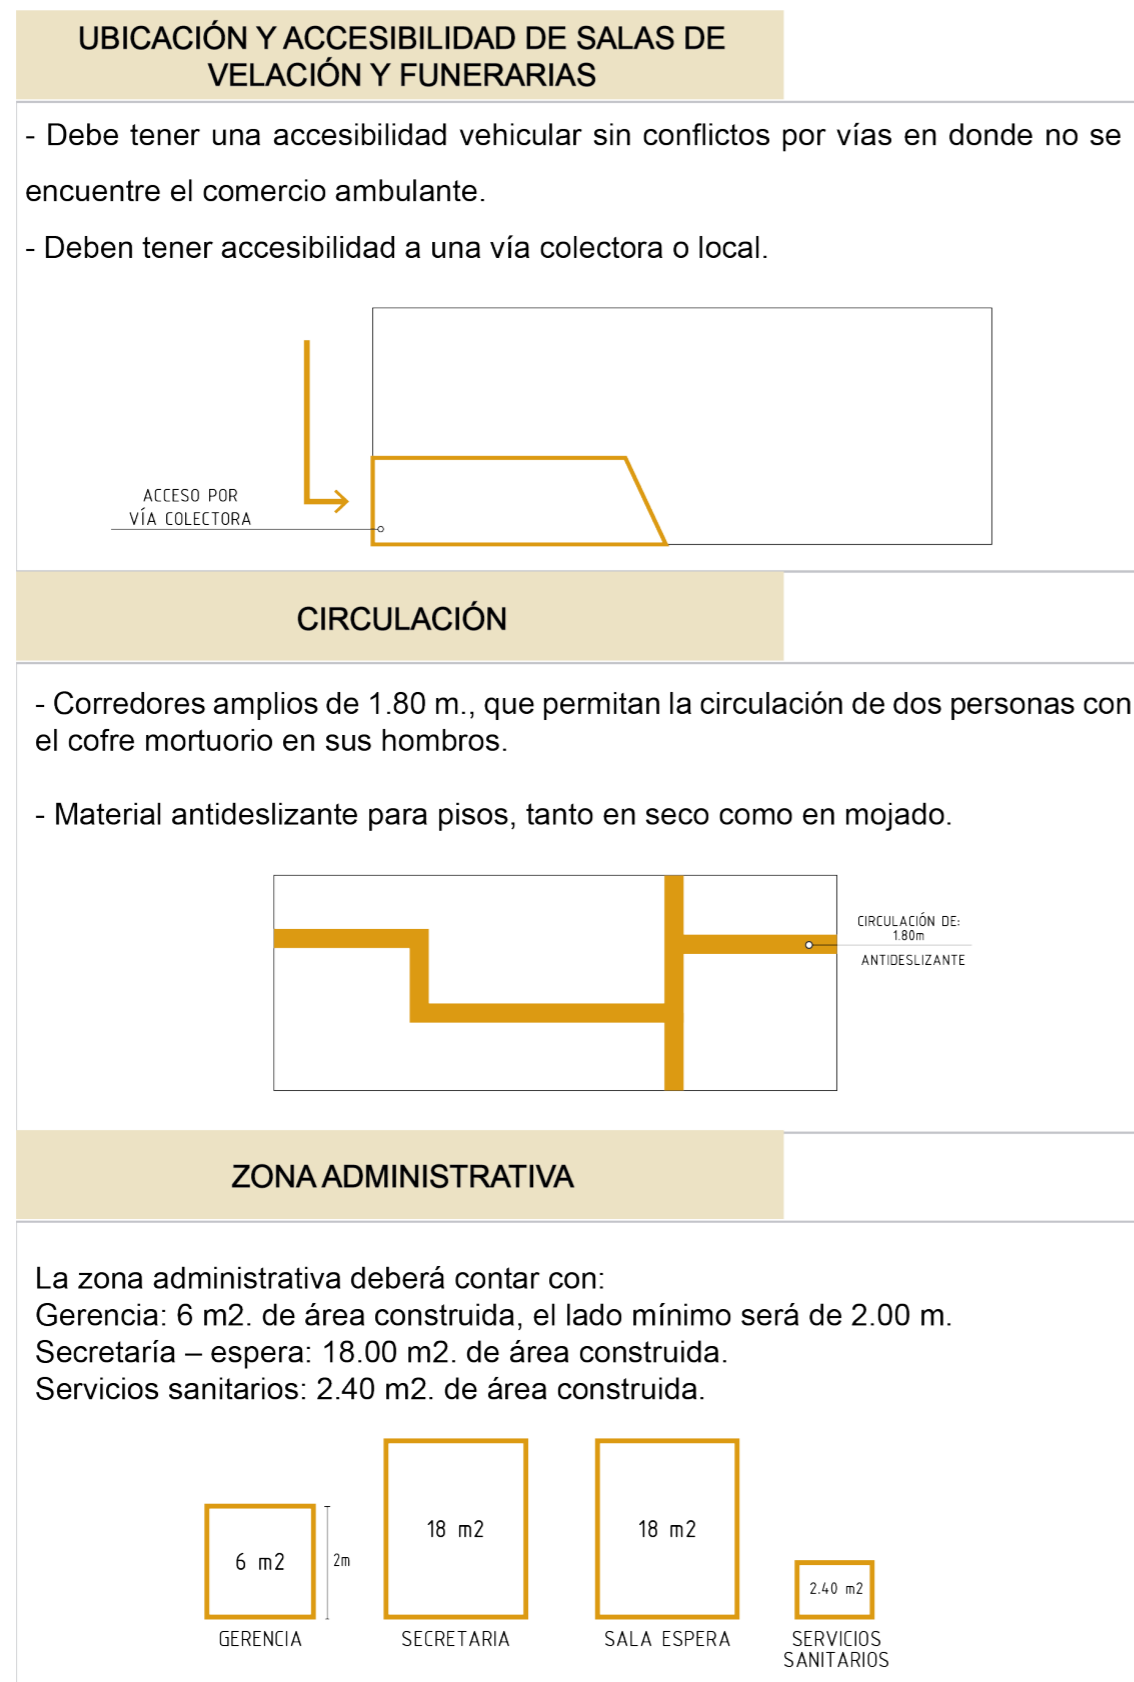 UBICACIÓN Y ACCESIBILIDAD DE SALAS DE
VELACIÓN Y FUNERARIAS
- Debe tener una accesibilidad vehicular sin conflictos por vías en donde no se
encuentre el comercio ambulante.
- Deben tener accesibilidad a una vía colectora o local.
ACCESO POR
VÍA COLECTORA
CIRCULACIÓN
- Corredores amplios de 1.80 m., que permitan la circulación de dos personas con
el cofre mortuorio en sus hombros.
- Material antideslizante para pisos, tanto en seco como en mojado.
CIRCULACIÓN DE:
1.80m
ANTIDESLIZANTE
ZONA ADMINISTRATIVA
La zona administrativa deberá contar con:
Gerencia: 6 m2. de área construida, el lado mínimo será de 2.00 m.
Secretaría – espera: 18.00 m2. de área construida.
Servicios sanitarios: 2.40 m2. de área construida.
6 m2
2m
GERENCIA
18 m2
SECRETARIA
18 m2
SALA ESPERA
2.40 m2
SERVICIOS
SANITARIOS